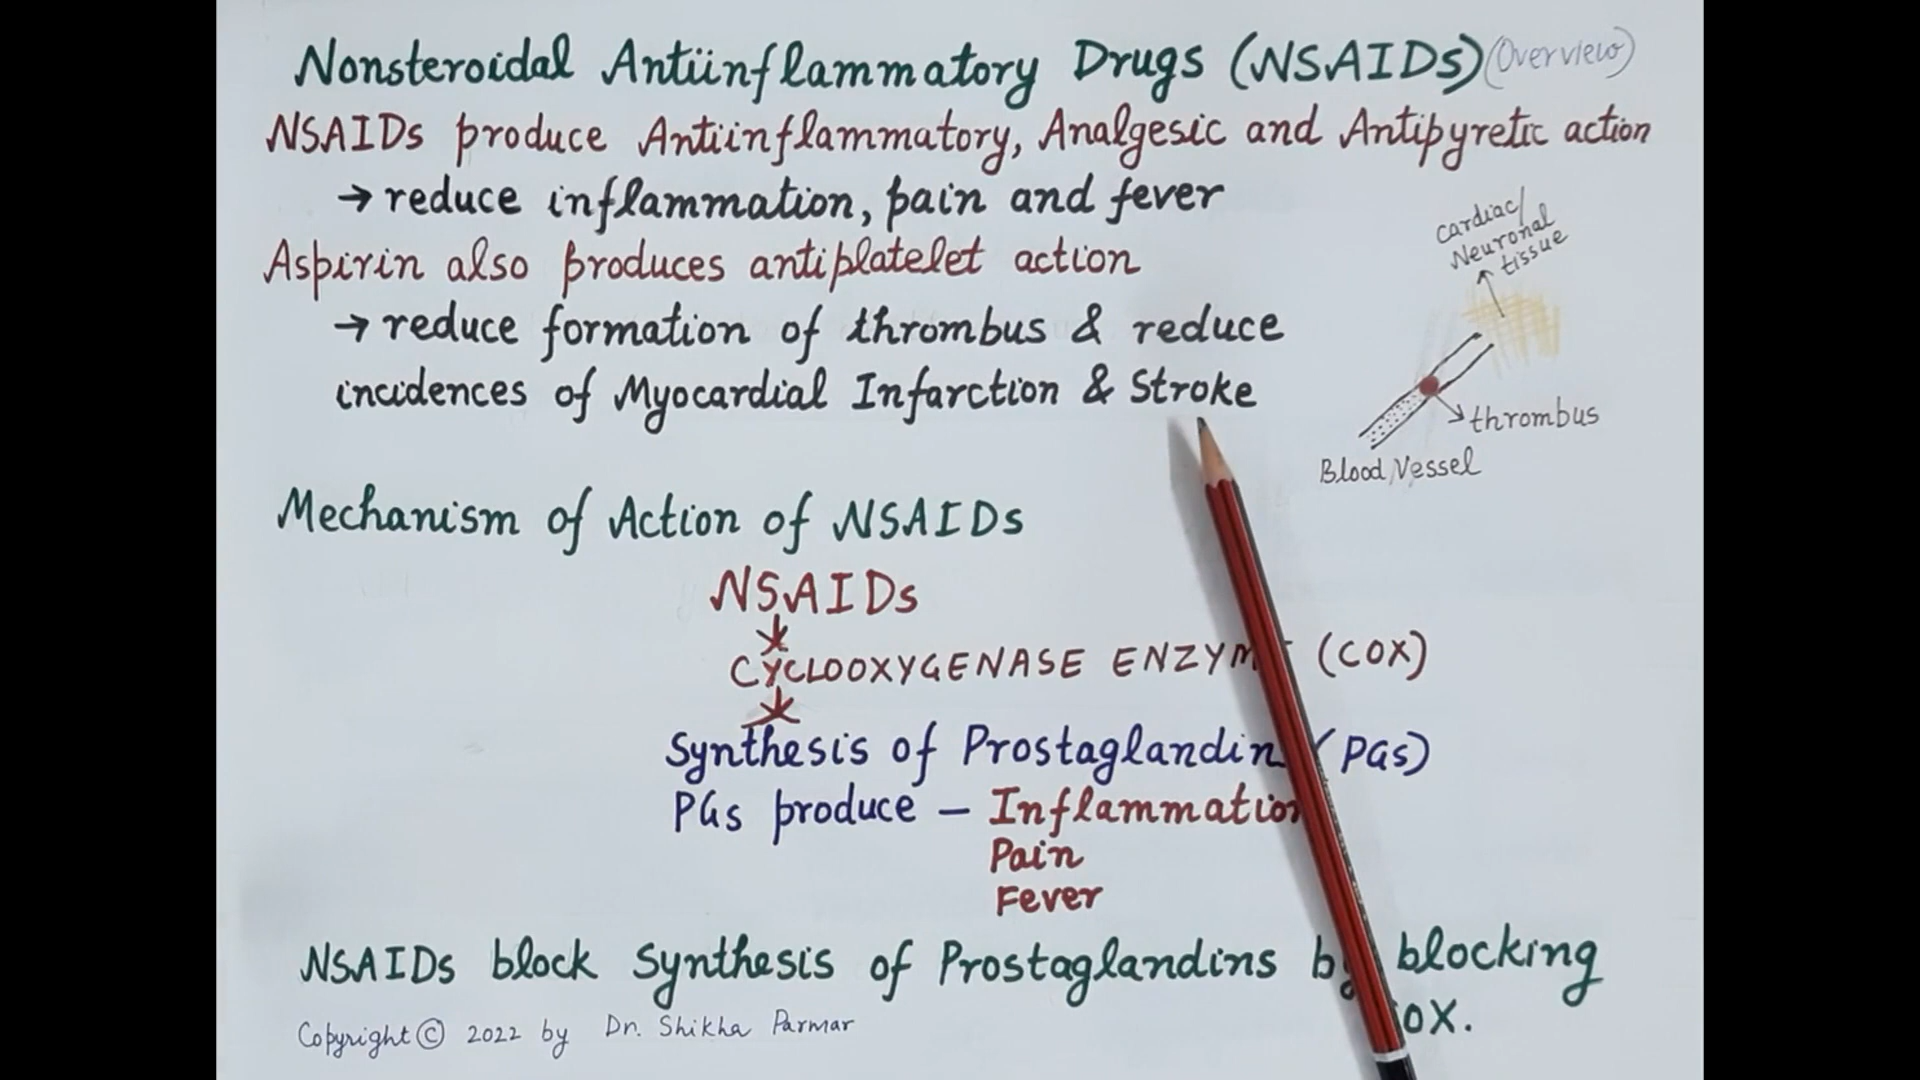 Nonsteroidal Antiinflammatory Drugs (NSAIDs) (Overview)
NSAIDs produce Antiinflammatory, Analgesic and Antipyretic action
→ reduce inflammation, pain and fever
Aspirin also produces antiplatelet action
→ reduce formation of thrombus & reduce
incidences of Myocardial Infarction & Stroke
cardiac/
Neuronal
tissue
thrombus
Blood Vessel
Mechanism of Action of NSAIDs
NSAIDs
CYCLOOXYGENASE ENZYM (COX)
Synthesis of Prostaglandin (PGs)
PGs produce — Inflammation
Pain
Fever
NSAIDs block Synthesis of Prostaglandins by blocking
OX.
Copyright © 2022 by Dr. Shikha Parmar